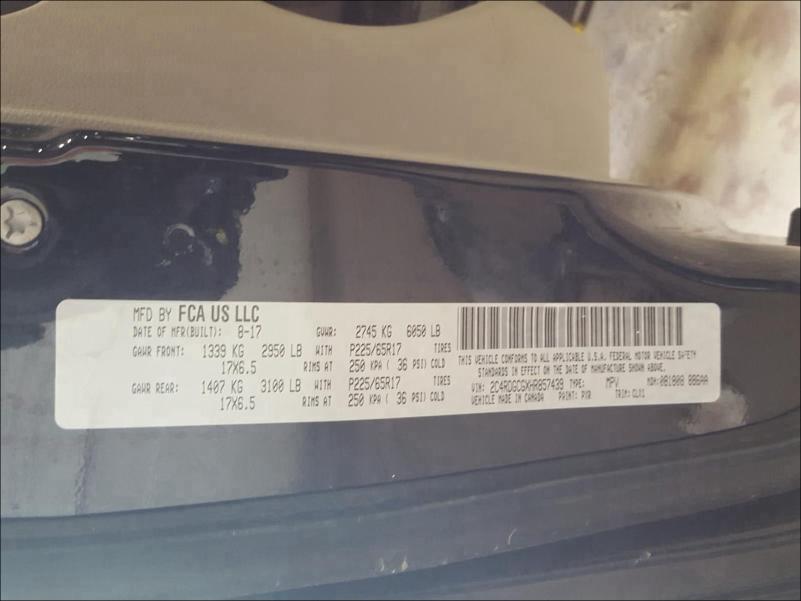 MFD BY FCA US LLC
DATE OF MFR(BUILT): 8-17 GVWR: 2745 KG 6050 LB
GAWR FRONT: 1339 KG 2950 LB WITH P225/65R17 TIRES
17X6.5 RIMS AT 250 KPA ( 36 PSI) COLD
GAWR REAR: 1407 KG 3100 LB WITH P225/65R17 TIRES
17X6.5 RIMS AT 250 KPA ( 36 PSI) COLD
THIS VEHICLE CONFORMS TO ALL APPLICABLE U.S.A. FEDERAL MOTOR VEHICLE SAFETY
STANDARDS IN EFFECT ON THE DATE OF MANUFACTURE SHOWN ABOVE.
VIN: 2C4RDGCGXHR857439 TYPE: MPV MDH: 081808 086AA
VEHICLE MADE IN CANADA PAINT: PXR TRIM: